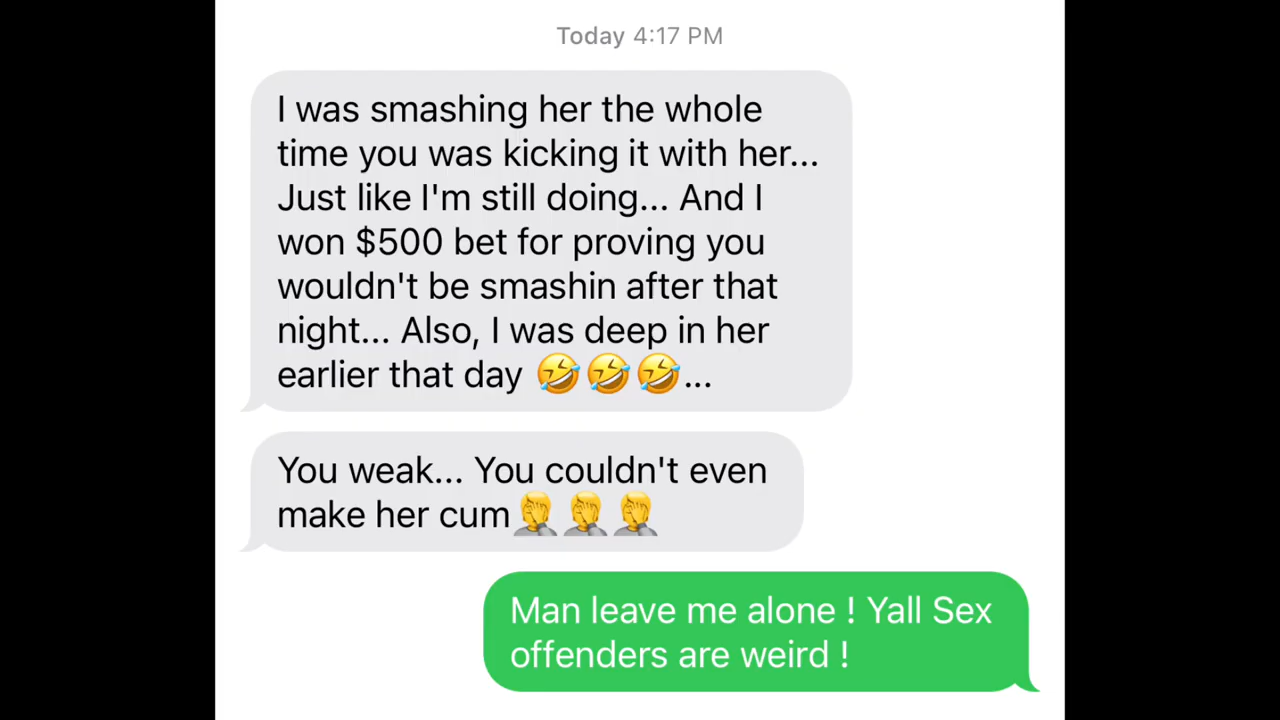 Today 4:17 PM
I was smashing her the whole
time you was kicking it with her...
Just like I'm still doing... And I
won $500 bet for proving you
wouldn't be smashin after that
night... Also, I was deep in her
earlier that day 🤣🤣🤣...
You weak... You couldn't even
make her cum🤦🤦🤦
Man leave me alone ! Yall Sex
offenders are weird !